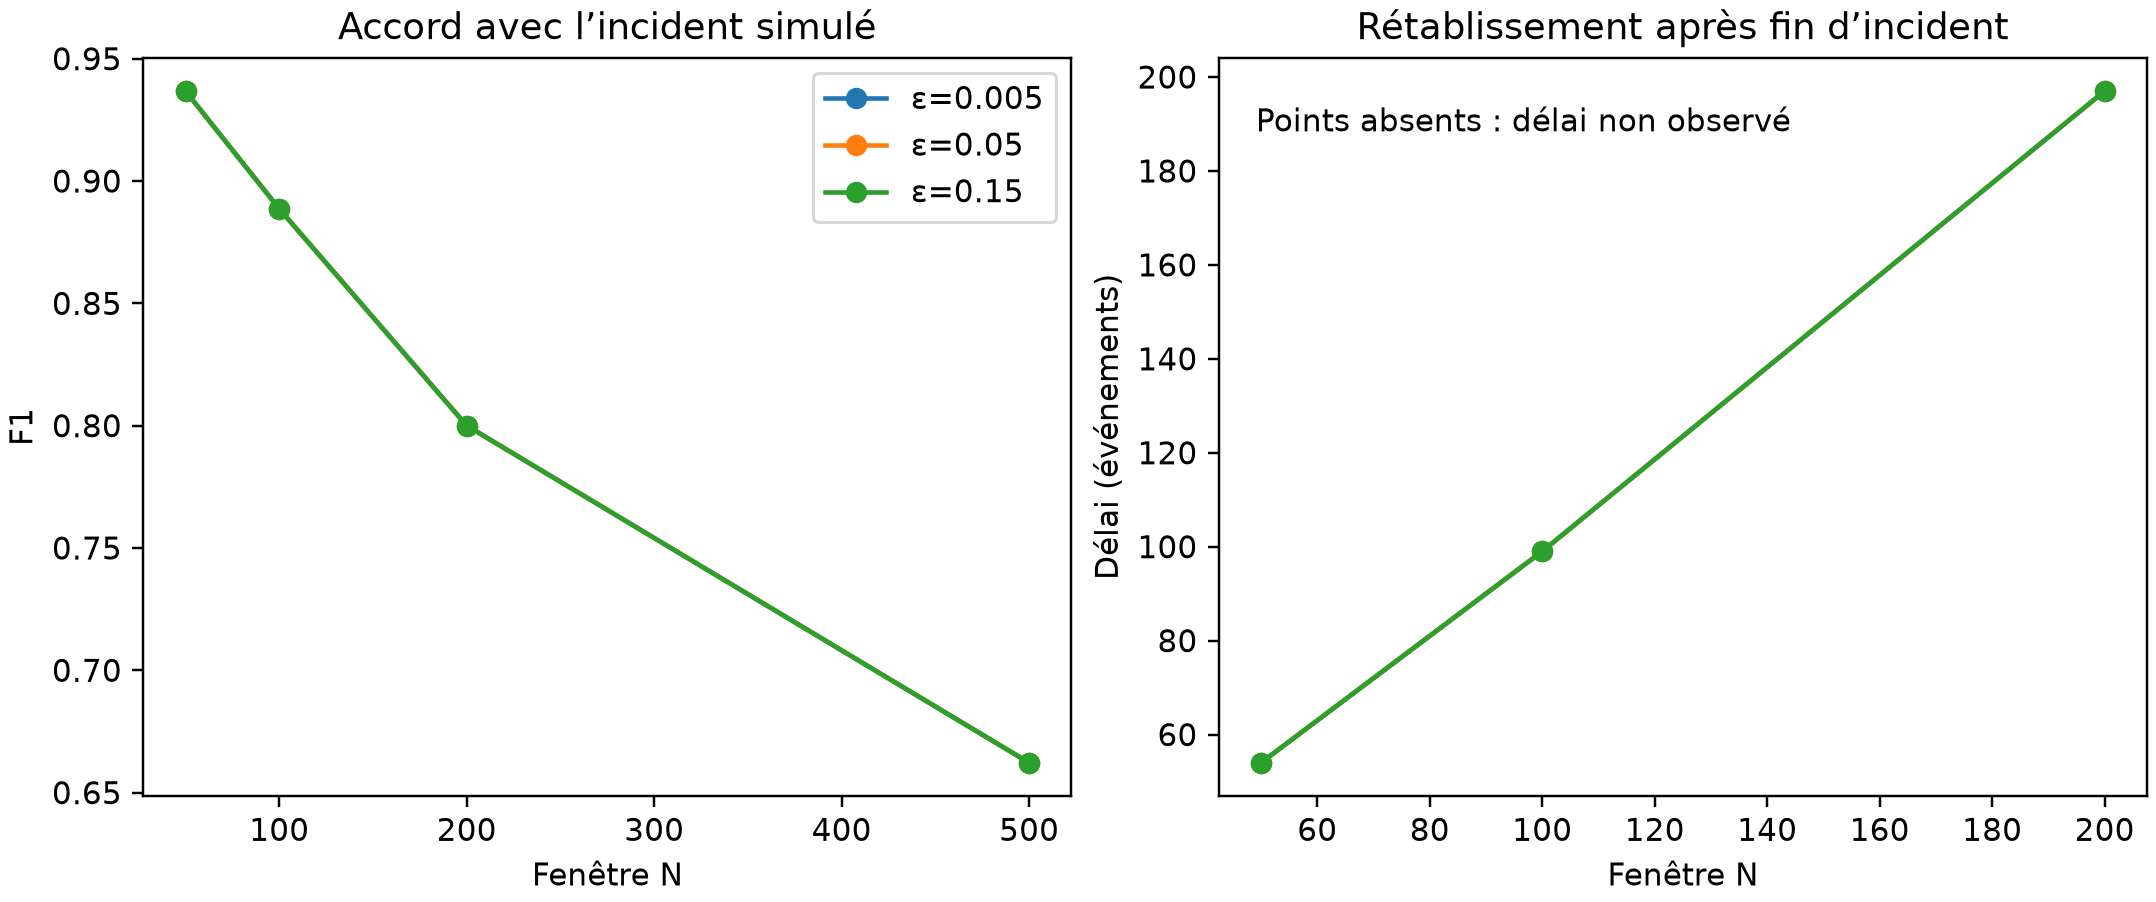 Accord avec l’incident simulé
0.95
0.90
0.85
0.80
0.75
0.70
0.65
F1
100
200
300
400
500
Fenêtre N
ε=0.005
ε=0.05
ε=0.15
Rétablissement après fin d’incident
Points absents : délai non observé
200
180
160
140
120
100
80
60
Délai (événements)
60
80
100
120
140
160
180
200
Fenêtre N